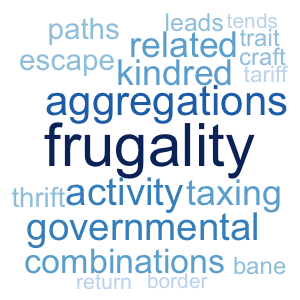 paths leads tends
related trait
escape kindred craft
tariff
aggregations
frugality
thrift activity taxing
governmental
combinations bane
return border